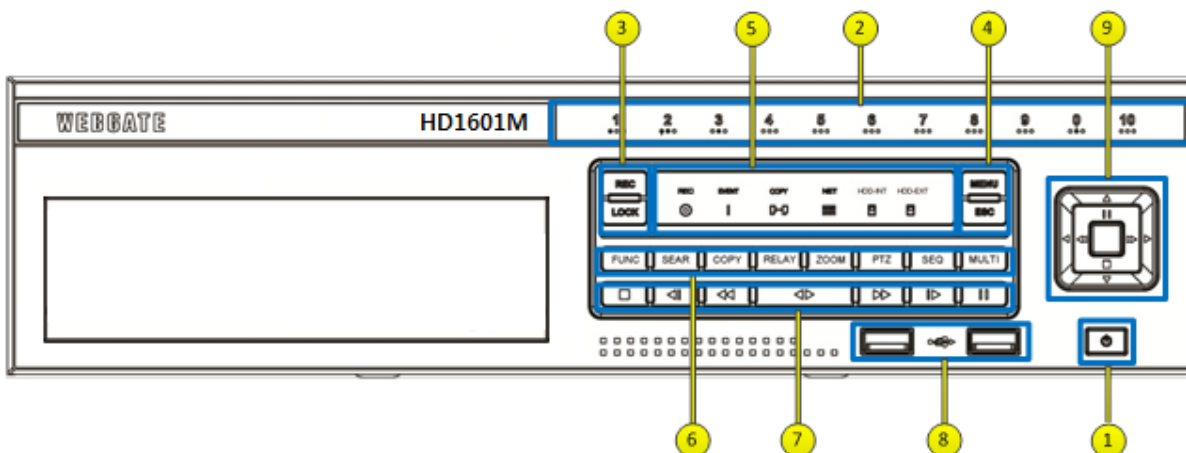 3 5 2 4 9
WEBGATE HD1601M 1 2 3 4 5 6 7 8 9 0 10
REC REC EVENT COPY NET HDD-INT HDD-EXT MENU
LOCK ESC
FUNC SEAR COPY RELAY ZOOM PTZ SEQ MULTI
6 7 8 1